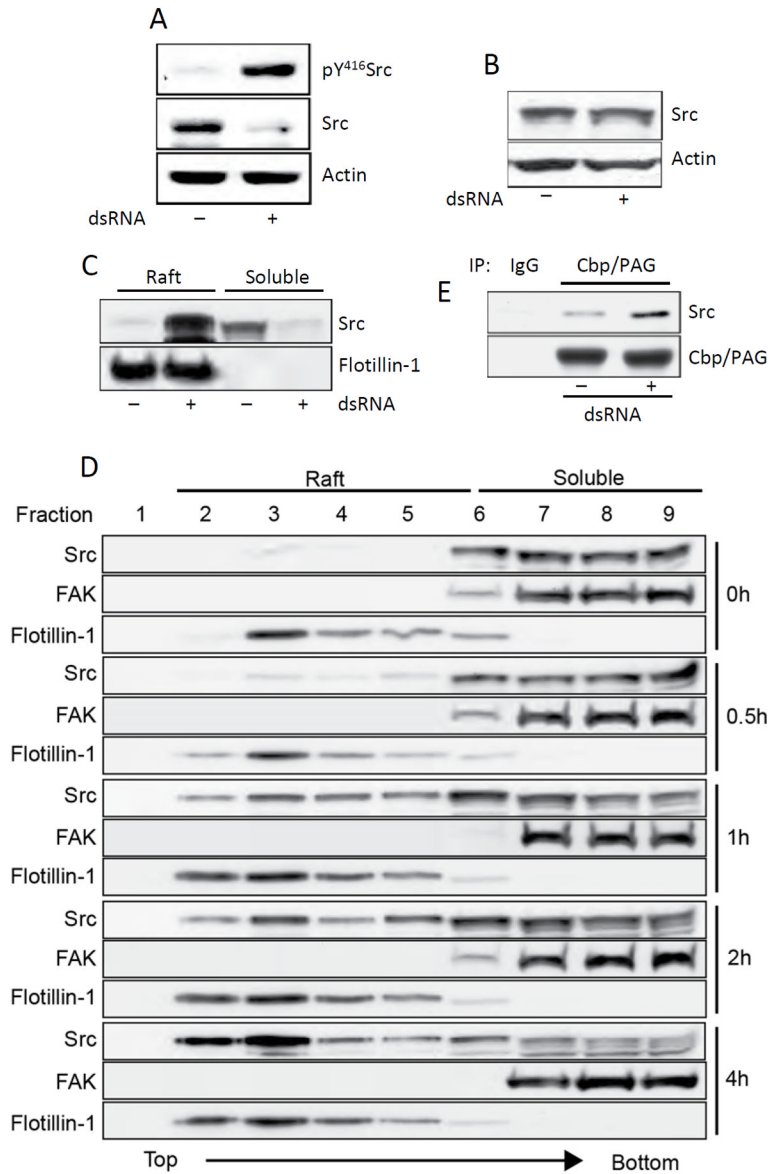 A
pY⁴¹⁶Src
Src
Actin
dsRNA – +
B
Src
Actin
dsRNA – +
C
Raft Soluble
Src
Flotillin-1
– + – + dsRNA
IP: IgG Cbp/PAG
E
Src
Cbp/PAG
– +
dsRNA
D
Raft Soluble
Fraction 1 2 3 4 5 6 7 8 9
Src
FAK 0h
Flotillin-1
Src
FAK 0.5h
Flotillin-1
Src
FAK 1h
Flotillin-1
Src
FAK 2h
Flotillin-1
Src
FAK 4h
Flotillin-1
Top Bottom